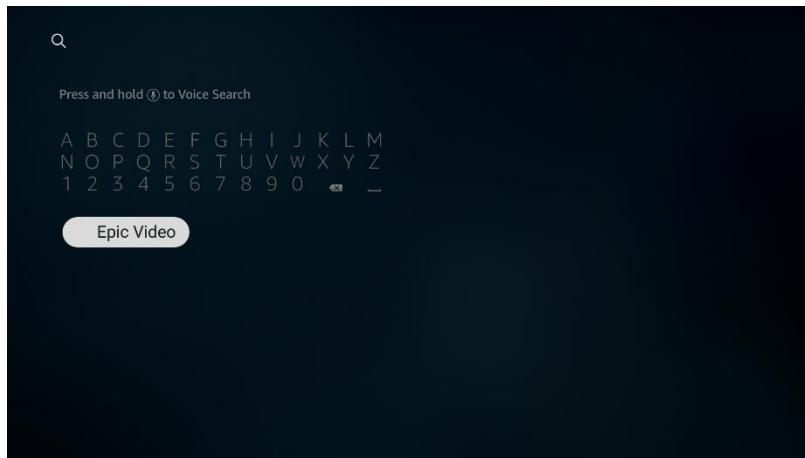 Press and hold to Voice Search
A B C D E F G H I J K L M
N O P Q R S T U V W X Y Z
1 2 3 4 5 6 7 8 9 0
Epic Video